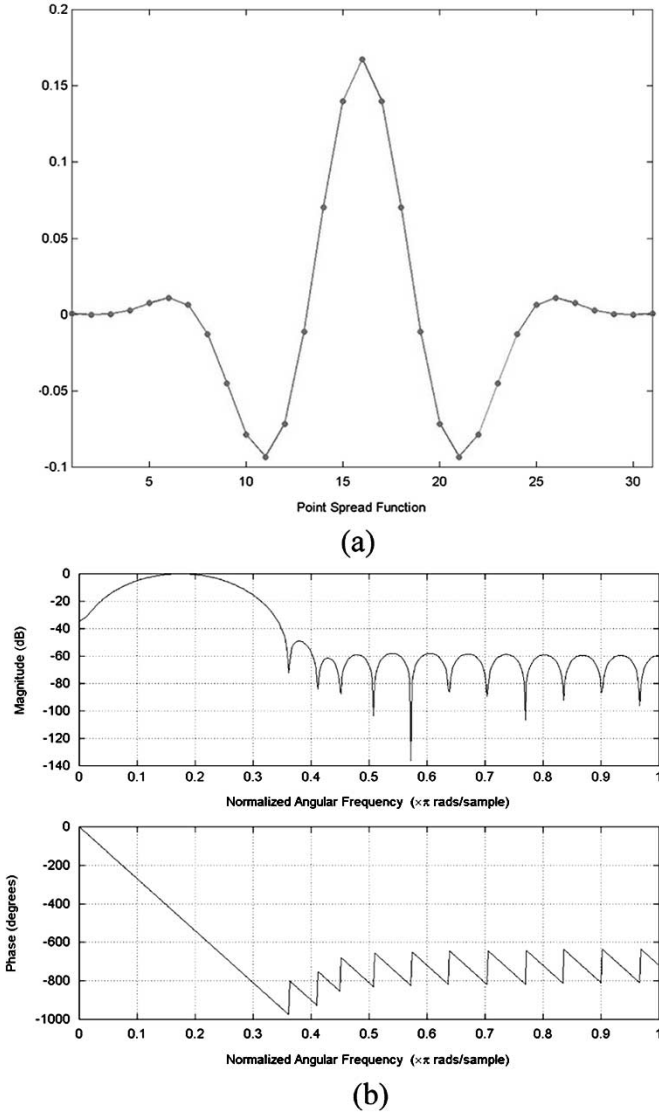 0.2
0.15
0.1
0.05
0
-0.05
-0.1
5 10 15 20 25 30
Point Spread Function
(a)
0
-20
-40
-60
-80
-100
-120
-140
Magnitude (dB)
0 0.1 0.2 0.3 0.4 0.5 0.6 0.7 0.8 0.9 1
Normalized Angular Frequency (×π rads/sample)
0
-200
-400
-600
-800
-1000
Phase (degrees)
0 0.1 0.2 0.3 0.4 0.5 0.6 0.7 0.8 0.9 1
Normalized Angular Frequency (×π rads/sample)
(b)